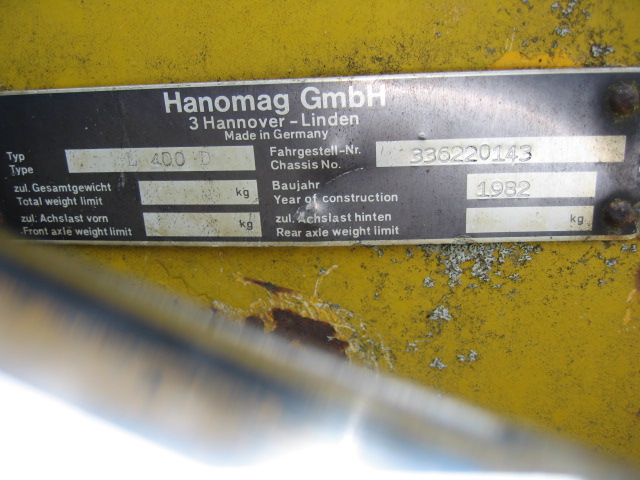 Hanomag GmbH
3 Hannover - Linden
Made in Germany
Typ
Type
L 400 D
Fahrgestell-Nr.
Chassis No.
336220143
zul. Gesamtgewicht
Total weight limit
kg
Baujahr
Year of construction
1982
zul. Achslast vorn
Front axle weight limit
kg
zul. Achslast hinten
Rear axle weight limit
kg